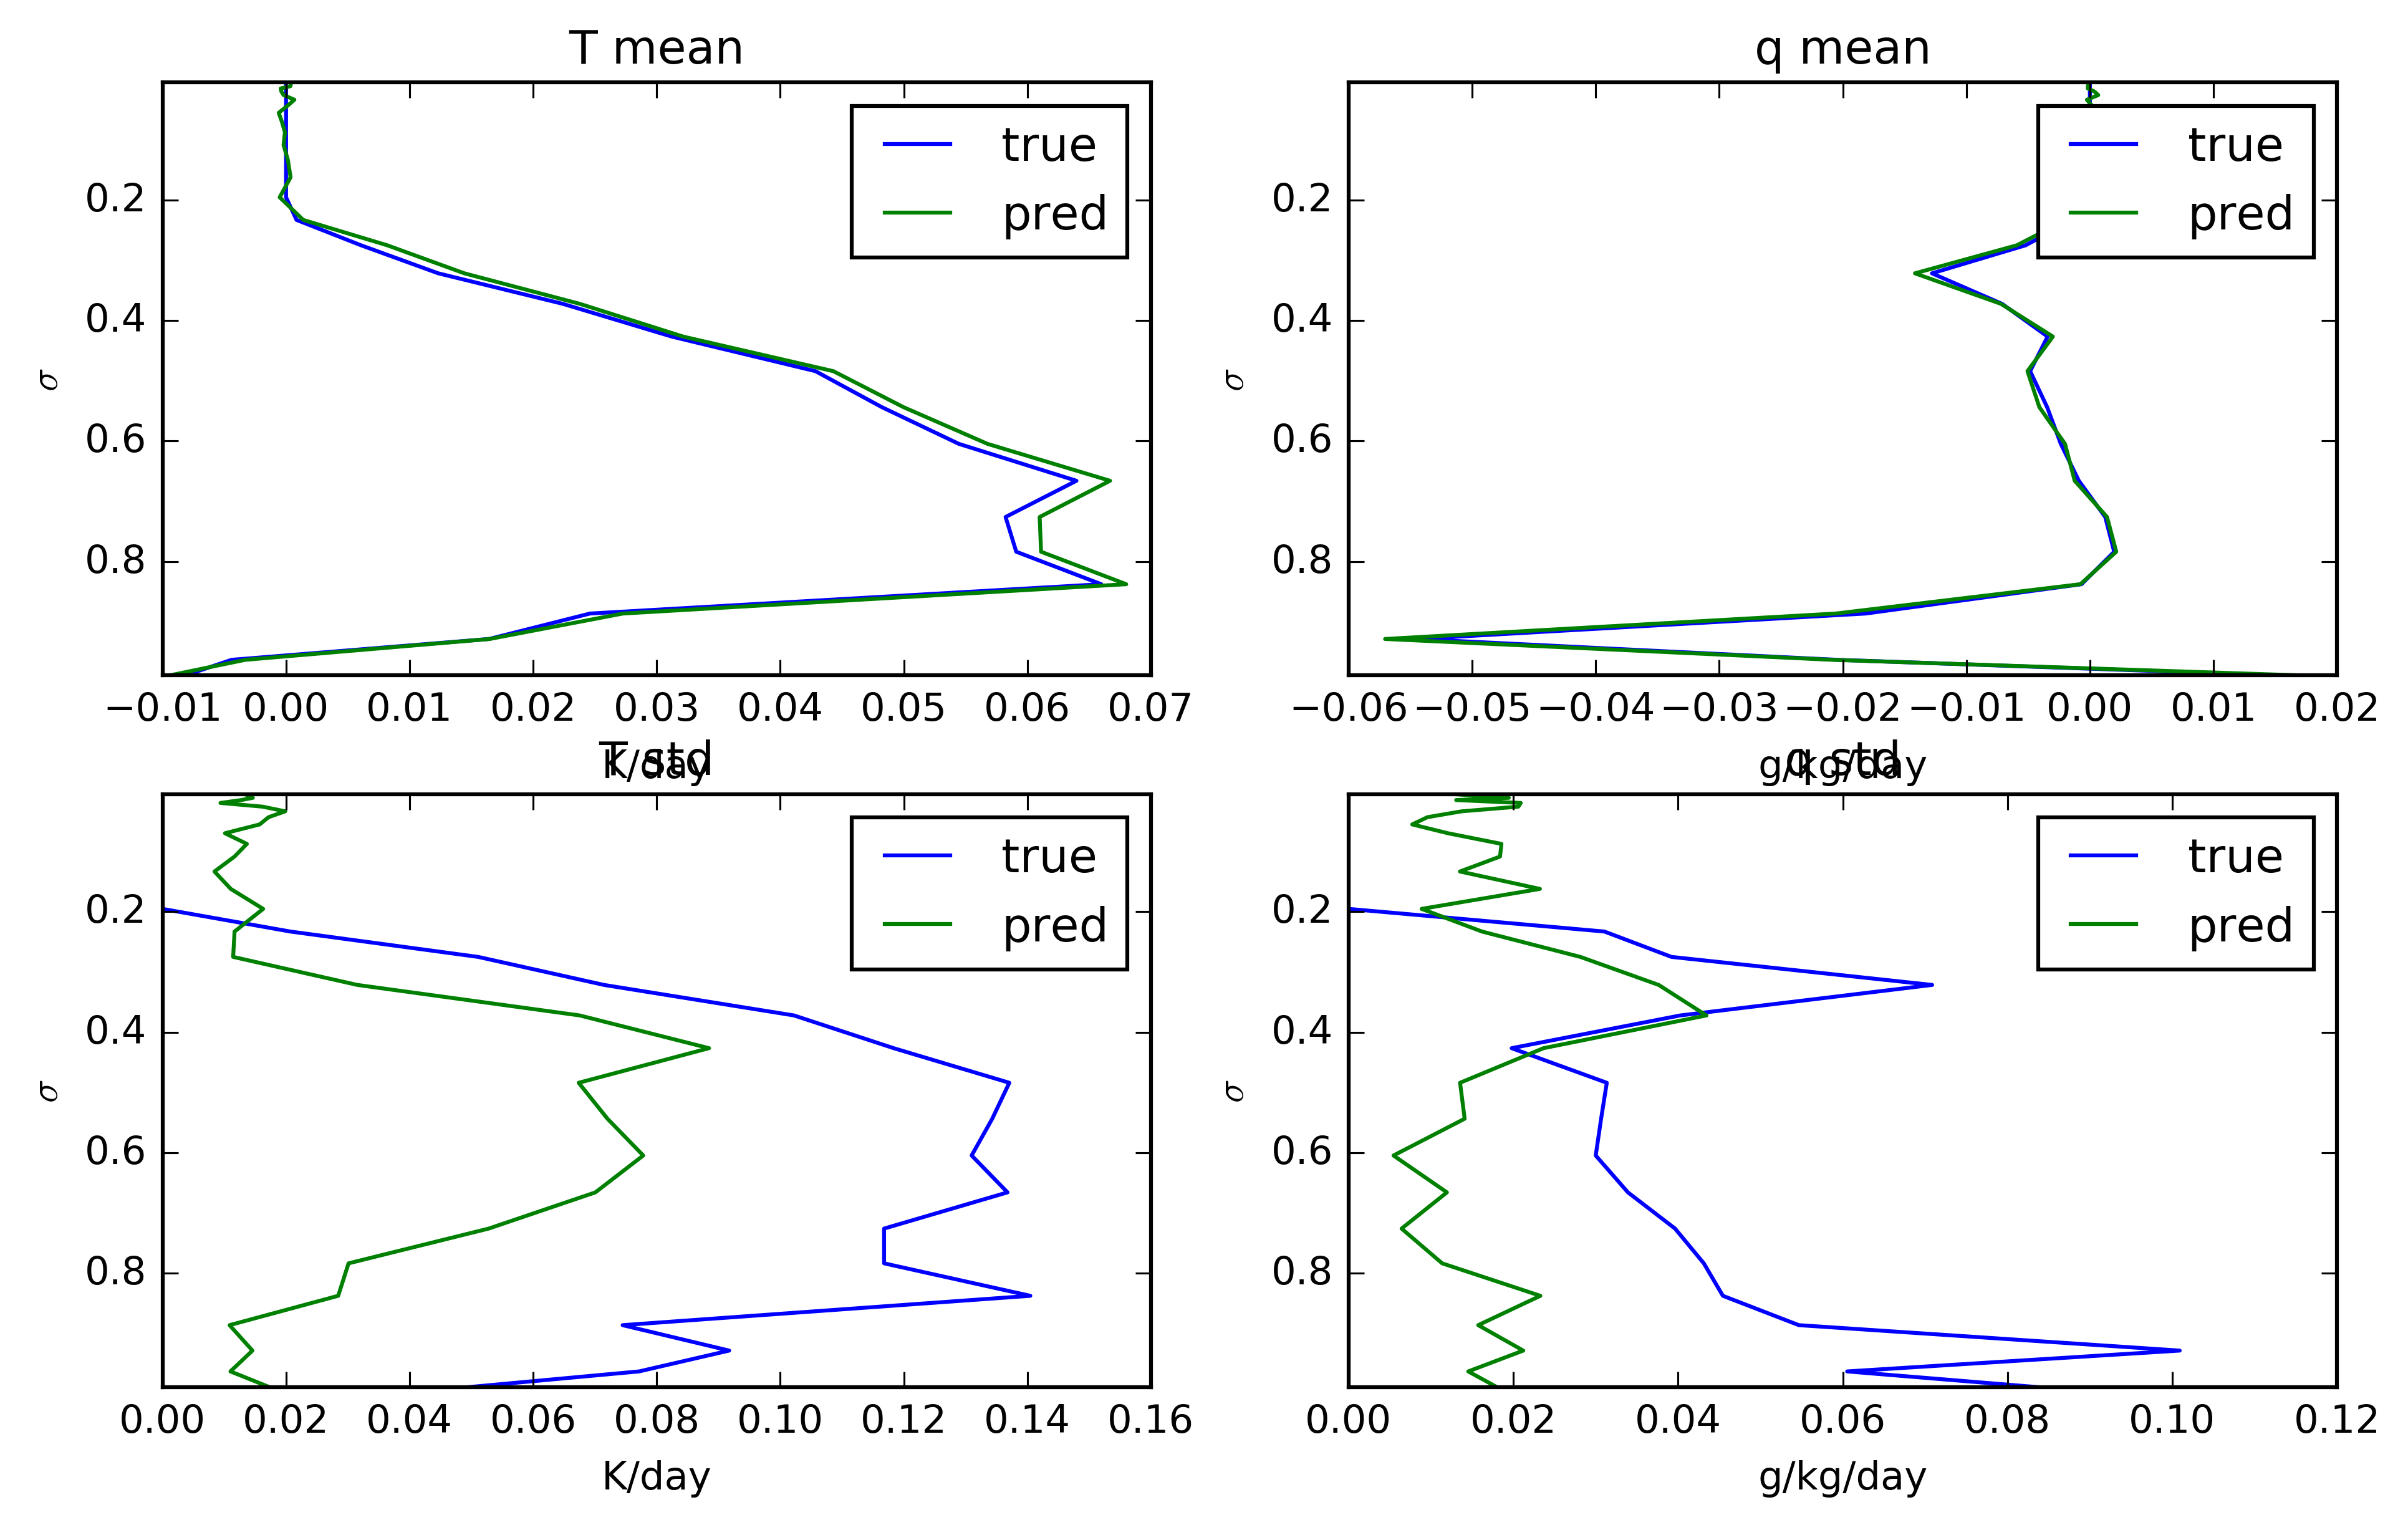 T mean
true
pred
0.2
0.4
0.6
0.8
σ
−0.01 0.00 0.01 0.02 0.03 0.04 0.05 0.06 0.07
K/day
q mean
true
pred
0.2
0.4
0.6
0.8
σ
−0.06 −0.05 −0.04 −0.03 −0.02 −0.01 0.00 0.01 0.02
g/kg/day
T std
true
pred
0.2
0.4
0.6
0.8
σ
0.00 0.02 0.04 0.06 0.08 0.10 0.12 0.14 0.16
K/day
q std
true
pred
0.2
0.4
0.6
0.8
σ
0.00 0.02 0.04 0.06 0.08 0.10 0.12
g/kg/day